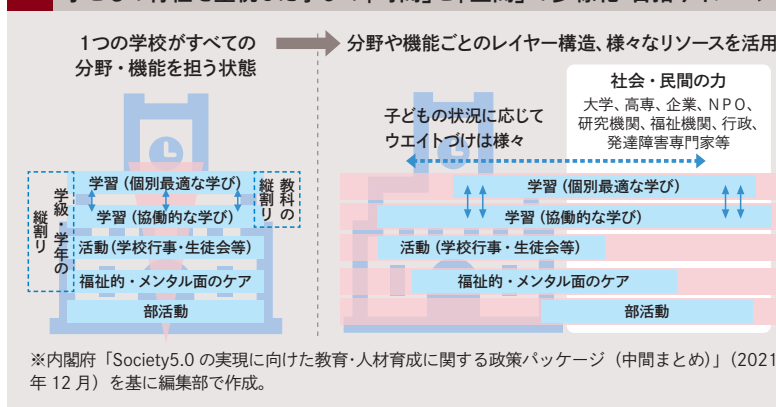 1つの学校がすべての
分野・機能を担う状態
分野や機能ごとのレイヤー構造、様々なリソースを活用
社会・民間の力
大学、高専、企業、NPO、
研究機関、福祉機関、行政、
発達障害専門家等
子どもの状況に応じて
ウエイトづけは様々
学級・学年の
縦割り
教科の
縦割り
学習（個別最適な学び）
学習（協働的な学び）
活動（学校行事・生徒会等）
福祉的・メンタル面のケア
部活動
学習（個別最適な学び）
学習（協働的な学び）
活動（学校行事・生徒会等）
福祉的・メンタル面のケア
部活動
※内閣府「Society5.0 の実現に向けた教育・人材育成に関する政策パッケージ（中間まとめ）」（2021
年 12 月）を基に編集部で作成。